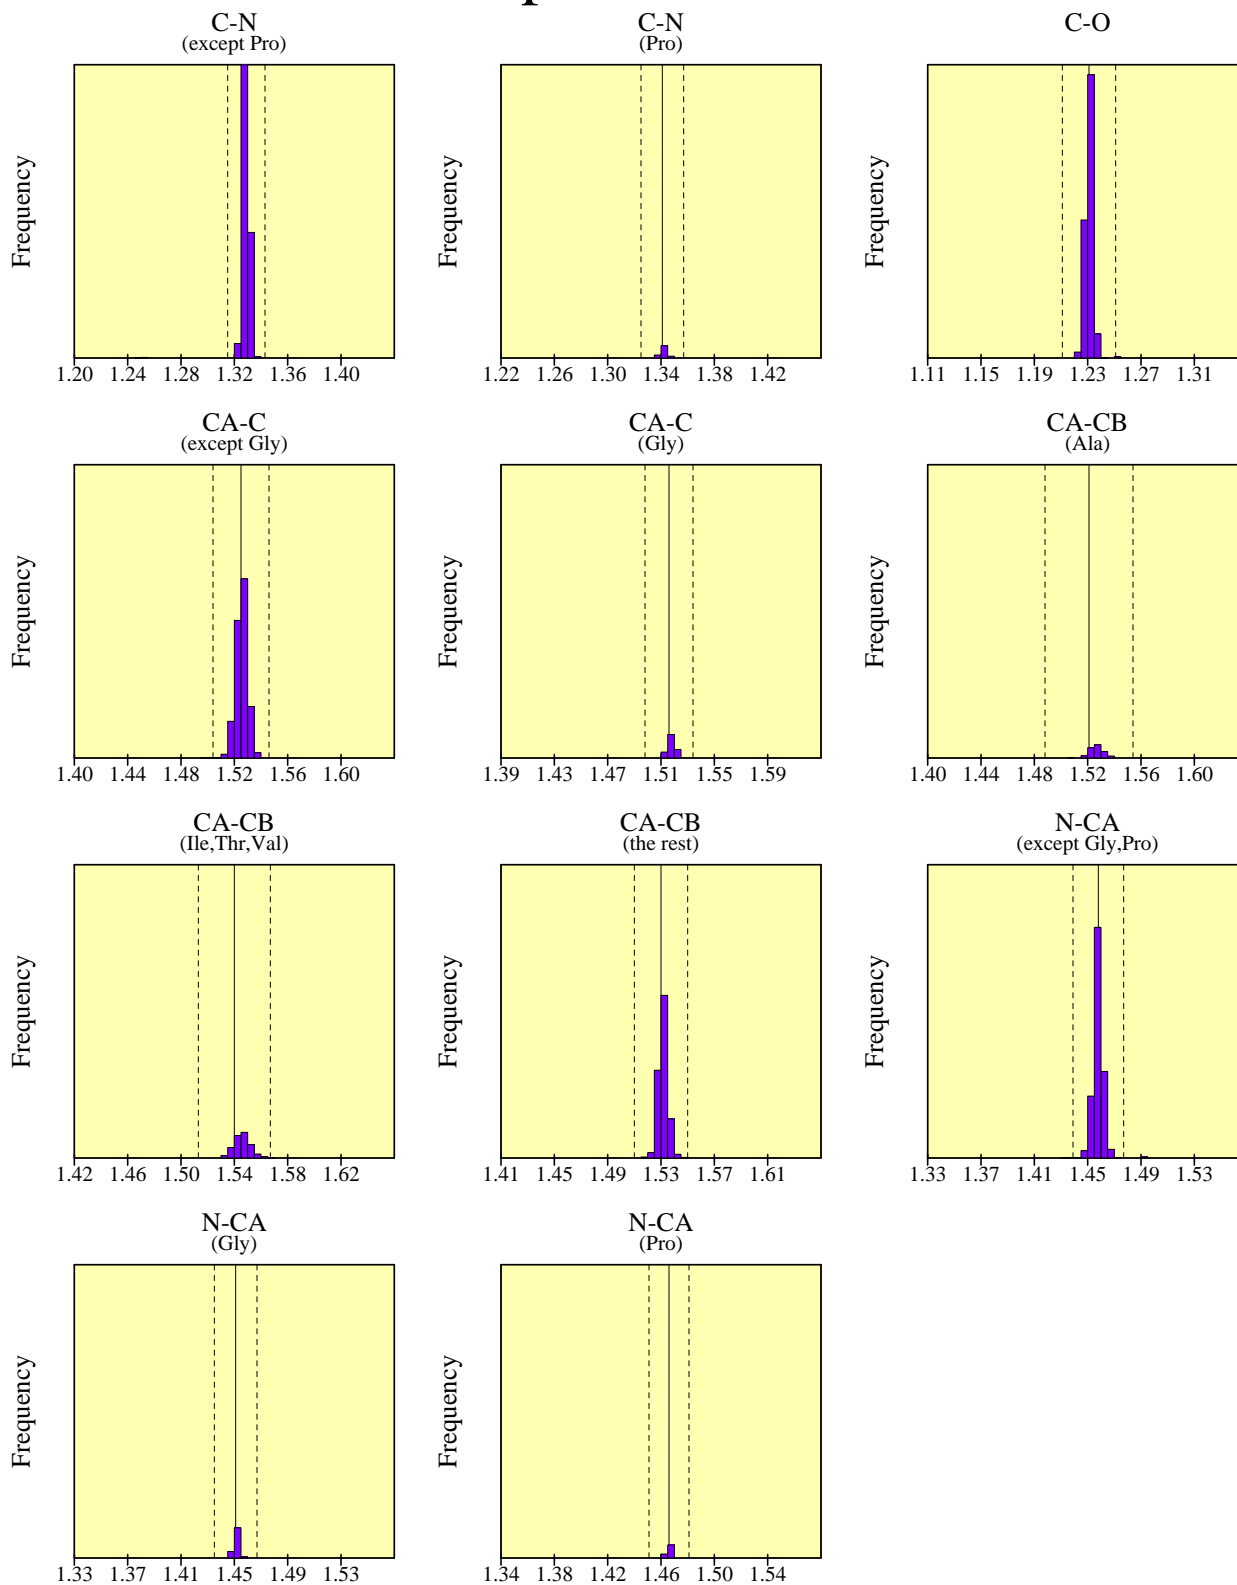 C-N
(except Pro)
C-N
(Pro)
C-O
Frequency
Frequency
Frequency
1.20 1.24 1.28 1.32 1.36 1.40
1.22 1.26 1.30 1.34 1.38 1.42
1.11 1.15 1.19 1.23 1.27 1.31
CA-C
(except Gly)
CA-C
(Gly)
CA-CB
(Ala)
Frequency
Frequency
Frequency
1.40 1.44 1.48 1.52 1.56 1.60
1.39 1.43 1.47 1.51 1.55 1.59
1.40 1.44 1.48 1.52 1.56 1.60
CA-CB
(Ile,Thr,Val)
CA-CB
(the rest)
N-CA
(except Gly,Pro)
Frequency
Frequency
Frequency
1.42 1.46 1.50 1.54 1.58 1.62
1.41 1.45 1.49 1.53 1.57 1.61
1.33 1.37 1.41 1.45 1.49 1.53
N-CA
(Gly)
N-CA
(Pro)
Frequency
Frequency
1.33 1.37 1.41 1.45 1.49 1.53
1.34 1.38 1.42 1.46 1.50 1.54